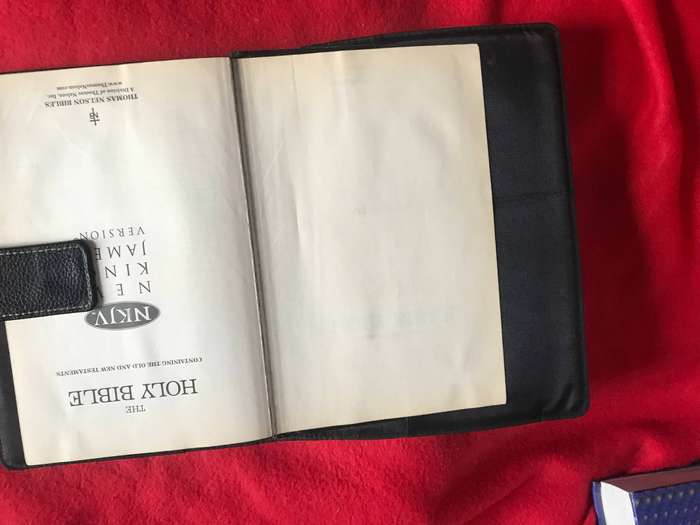 THE
HOLY BIBLE
CONTAINING THE OLD AND NEW TESTAMENTS
NKJV
N E W
K I N
JAME
VERSION
THOMAS NELSON BIBLES
A Division of Thomas Nelson, Inc.
www.ThomasNelson.com